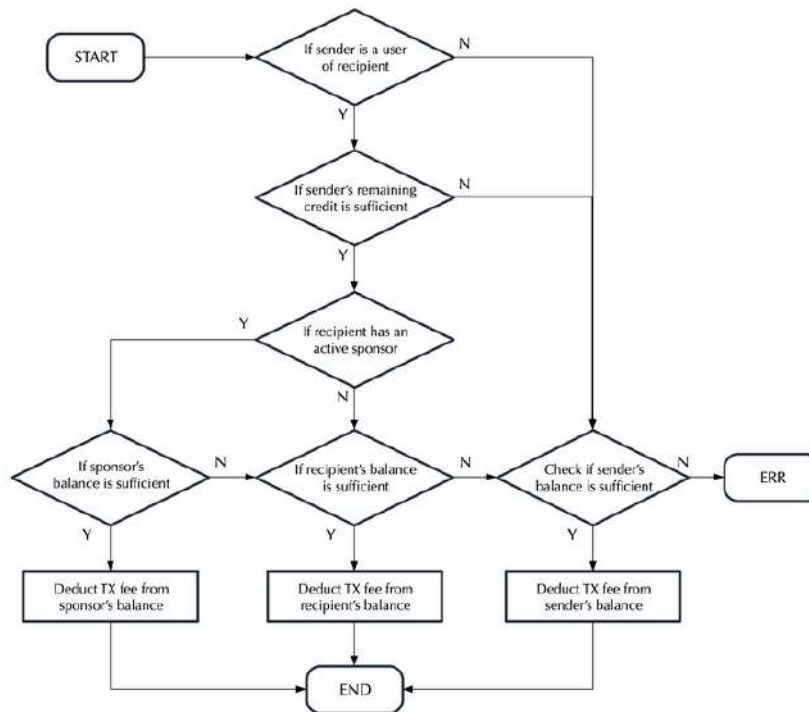 START
If sender is a user
of recipient
N
Y
If sender's remaining
credit is sufficient
N
Y
If recipient has an
active sponsor
Y
N
If sponsor's
balance is sufficient
N
Y
If recipient's balance
is sufficient
N
Y
Check if sender's
balance is sufficient
N
Y
ERR
Deduct TX fee from
sponsor's balance
Deduct TX fee from
recipient's balance
Deduct TX fee from
sender's balance
END